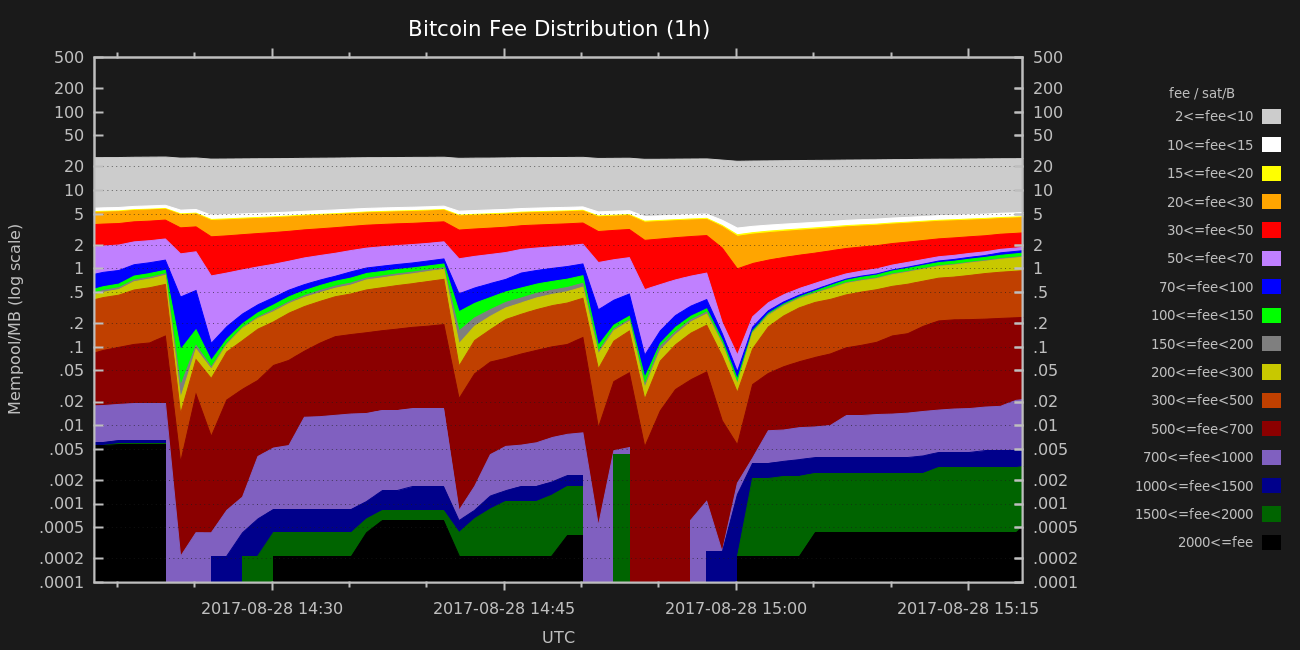 Bitcoin Fee Distribution (1h)
Mempool/MB (log scale)
500
200
100
50
20
10
5
2
1
.5
.2
.1
.05
.02
.01
.005
.002
.001
.0005
.0002
.0001
500
200
100
50
20
10
5
2
1
.5
.2
.1
.05
.02
.01
.005
.002
.001
.0005
.0002
.0001
2017-08-28 14:30
2017-08-28 14:45
2017-08-28 15:00
2017-08-28 15:15
UTC
fee / sat/B
2<=fee<10
10<=fee<15
15<=fee<20
20<=fee<30
30<=fee<50
50<=fee<70
70<=fee<100
100<=fee<150
150<=fee<200
200<=fee<300
300<=fee<500
500<=fee<700
700<=fee<1000
1000<=fee<1500
1500<=fee<2000
2000<=fee